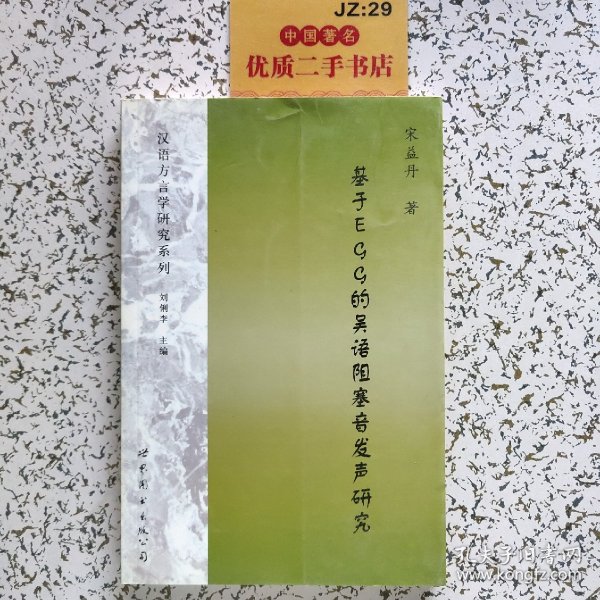 JZ:29
中国著名
优质二手书店
宋益丹 著
基于EGG的吴语阻塞音发声研究
汉语方言学研究系列
刘俐李 主编
世界图书出版公司
孔夫子旧书网
www.kongfz.com